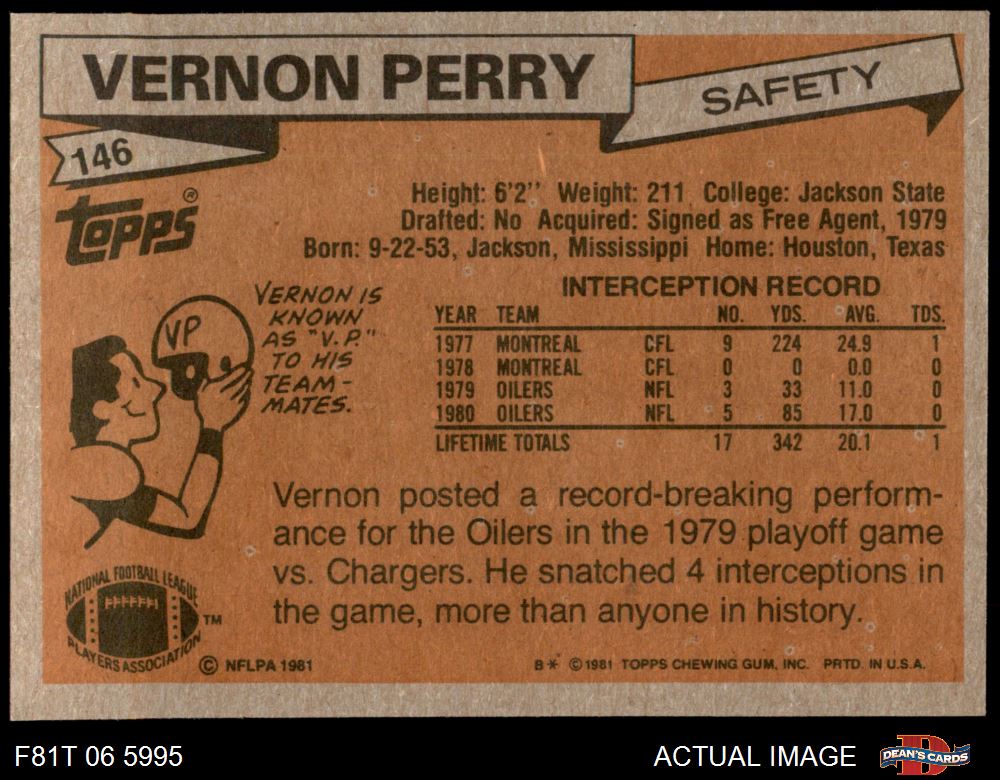 VERNON PERRY
SAFETY
146
TOPPS®
Height: 6'2'' Weight: 211 College: Jackson State
Drafted: No Acquired: Signed as Free Agent, 1979
Born: 9-22-53, Jackson, Mississippi Home: Houston, Texas
VERNON IS
KNOWN
AS "V.P."
TO HIS
TEAM-
MATES.
VP
INTERCEPTION RECORD
YEAR TEAM NO. YDS. AVG. TDS.
1977 MONTREAL CFL 9 224 24.9 1
1978 MONTREAL CFL 0 0 0.0 0
1979 OILERS NFL 3 33 11.0 0
1980 OILERS NFL 5 85 17.0 0
LIFETIME TOTALS 17 342 20.1 1
Vernon posted a record-breaking perform-
ance for the Oilers in the 1979 playoff game
vs. Chargers. He snatched 4 interceptions in
the game, more than anyone in history.
NATIONAL FOOTBALL LEAGUE
PLAYERS ASSOCIATION
TM
© NFLPA 1981
B* © 1981 TOPPS CHEWING GUM, INC. PRTD. IN U.S.A.
F81T 06 5995
ACTUAL IMAGE
DEAN'S CARDS